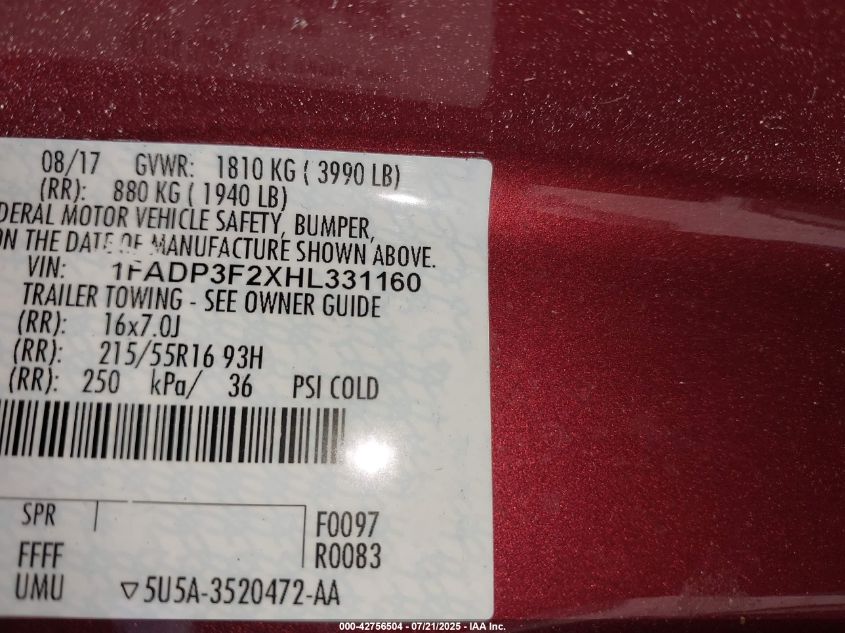 08/17 GVWR: 1810 KG ( 3990 LB)
(RR): 880 KG ( 1940 LB)
DERAL MOTOR VEHICLE SAFETY, BUMPER,
ON THE DATE OF MANUFACTURE SHOWN ABOVE.
VIN: 1FADP3F2XHL331160
TRAILER TOWING - SEE OWNER GUIDE
(RR): 16x7.0J
(RR): 215/55R16 93H
(RR): 250 kPa/ 36 PSI COLD
SPR F0097
FFFF R0083
UMU ▽5U5A-3520472-AA
000-42756504 - 07/21/2025 - IAA Inc.